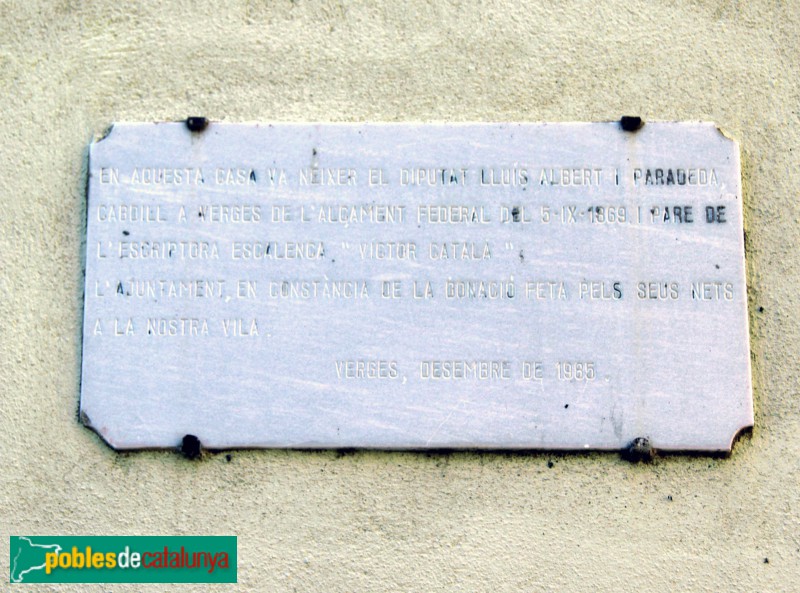 EN AQUESTA CASA VA NÉIXER EL DIPUTAT LLUÍS ALBERT I PARADEDA,
CABDILL A VERGES DE L'ALÇAMENT FEDERAL DEL 5-IX-1869 I PARE DE
L'ESCRIPTORA ESCALENCA "VÍCTOR CATALÀ".
L'AJUNTAMENT, EN CONSTÀNCIA DE LA DONACIÓ FETA PELS SEUS NETS
A LA NOSTRA VILA.
VERGES, DESEMBRE DE 1985.
poblesdecatalunya